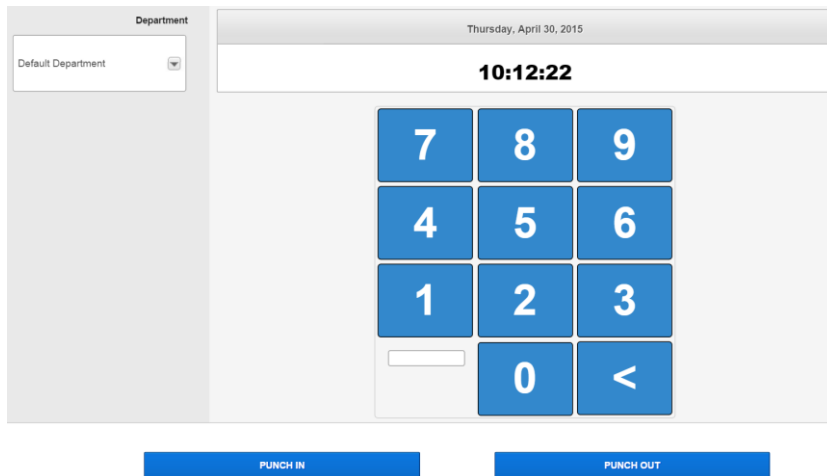 Department
Default Department
Thursday, April 30, 2015
10:12:22
7 8 9
4 5 6
1 2 3
0 <
PUNCH IN PUNCH OUT